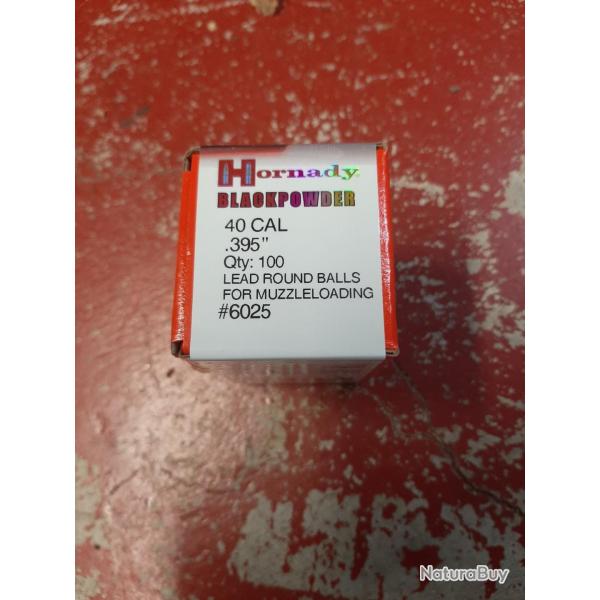 Hornady
BLACKPOWDER
40 CAL
.395"
Qty: 100
LEAD ROUND BALLS
FOR MUZZLELOADING
#6025
NaturaBuy